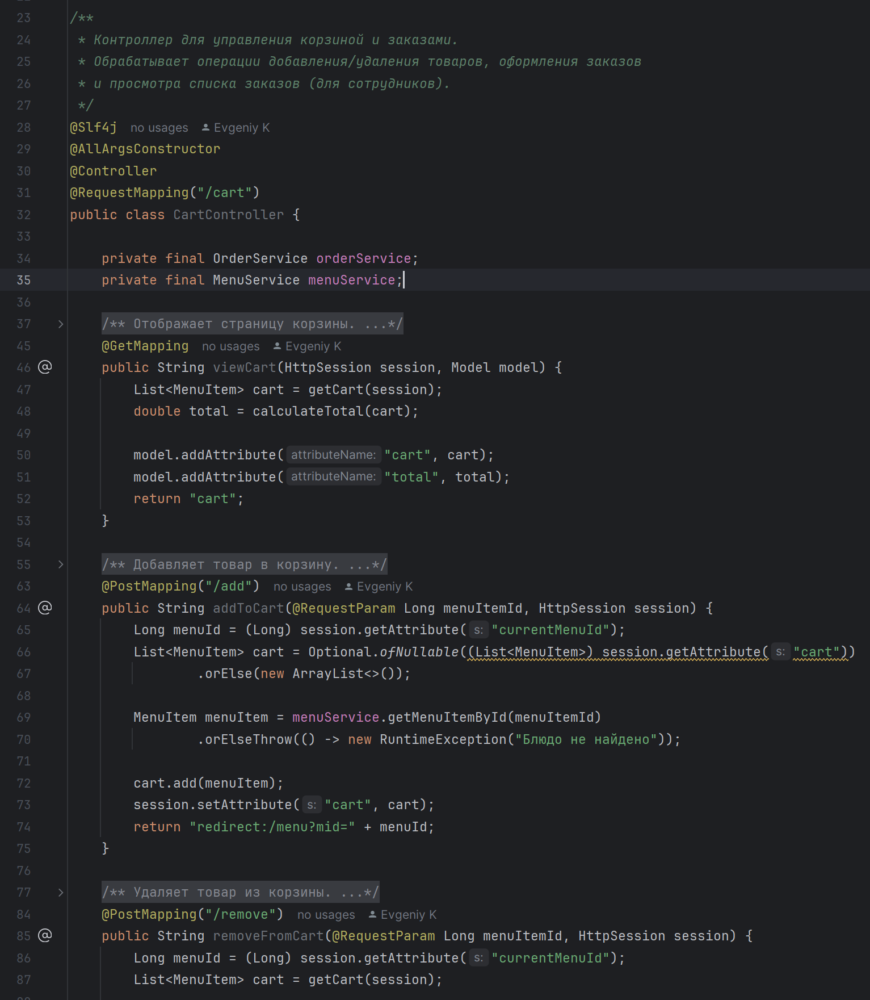 23 /**
24  * Контроллер для управления корзиной и заказами.
25  * Обрабатывает операции добавления/удаления товаров, оформления заказов
26  * и просмотра списка заказов (для сотрудников).
27  */
28 @Slf4j no usages Evgeniy K
29 @AllArgsConstructor
30 @Controller
31 @RequestMapping("/cart")
32 public class CartController {
33
34     private final OrderService orderService;
35     private final MenuService menuService;
36
37     /** Отображает страницу корзины. ...*/
45     @GetMapping no usages Evgeniy K
46 @ public String viewCart(HttpSession session, Model model) {
47         List<MenuItem> cart = getCart(session);
48         double total = calculateTotal(cart);
49
50         model.addAttribute( attributeName: "cart", cart);
51         model.addAttribute( attributeName: "total", total);
52         return "cart";
53     }
54
55     /** Добавляет товар в корзину. ...*/
63     @PostMapping("/add") no usages Evgeniy K
64 @ public String addToCart(@RequestParam Long menuItemId, HttpSession session) {
65         Long menuId = (Long) session.getAttribute( s: "currentMenuId");
66         List<MenuItem> cart = Optional.ofNullable((List<MenuItem>) session.getAttribute( s: "cart"))
67                 .orElse(new ArrayList<>());
68
69         MenuItem menuItem = menuService.getMenuItemById(menuItemId)
70                 .orElseThrow(() -> new RuntimeException("Блюдо не найдено"));
71
72         cart.add(menuItem);
73         session.setAttribute( s: "cart", cart);
74         return "redirect:/menu?mid=" + menuId;
75     }
76
77     /** Удаляет товар из корзины. ...*/
84     @PostMapping("/remove") no usages Evgeniy K
85 @ public String removeFromCart(@RequestParam Long menuItemId, HttpSession session) {
86         Long menuId = (Long) session.getAttribute( s: "currentMenuId");
87         List<MenuItem> cart = getCart(session);